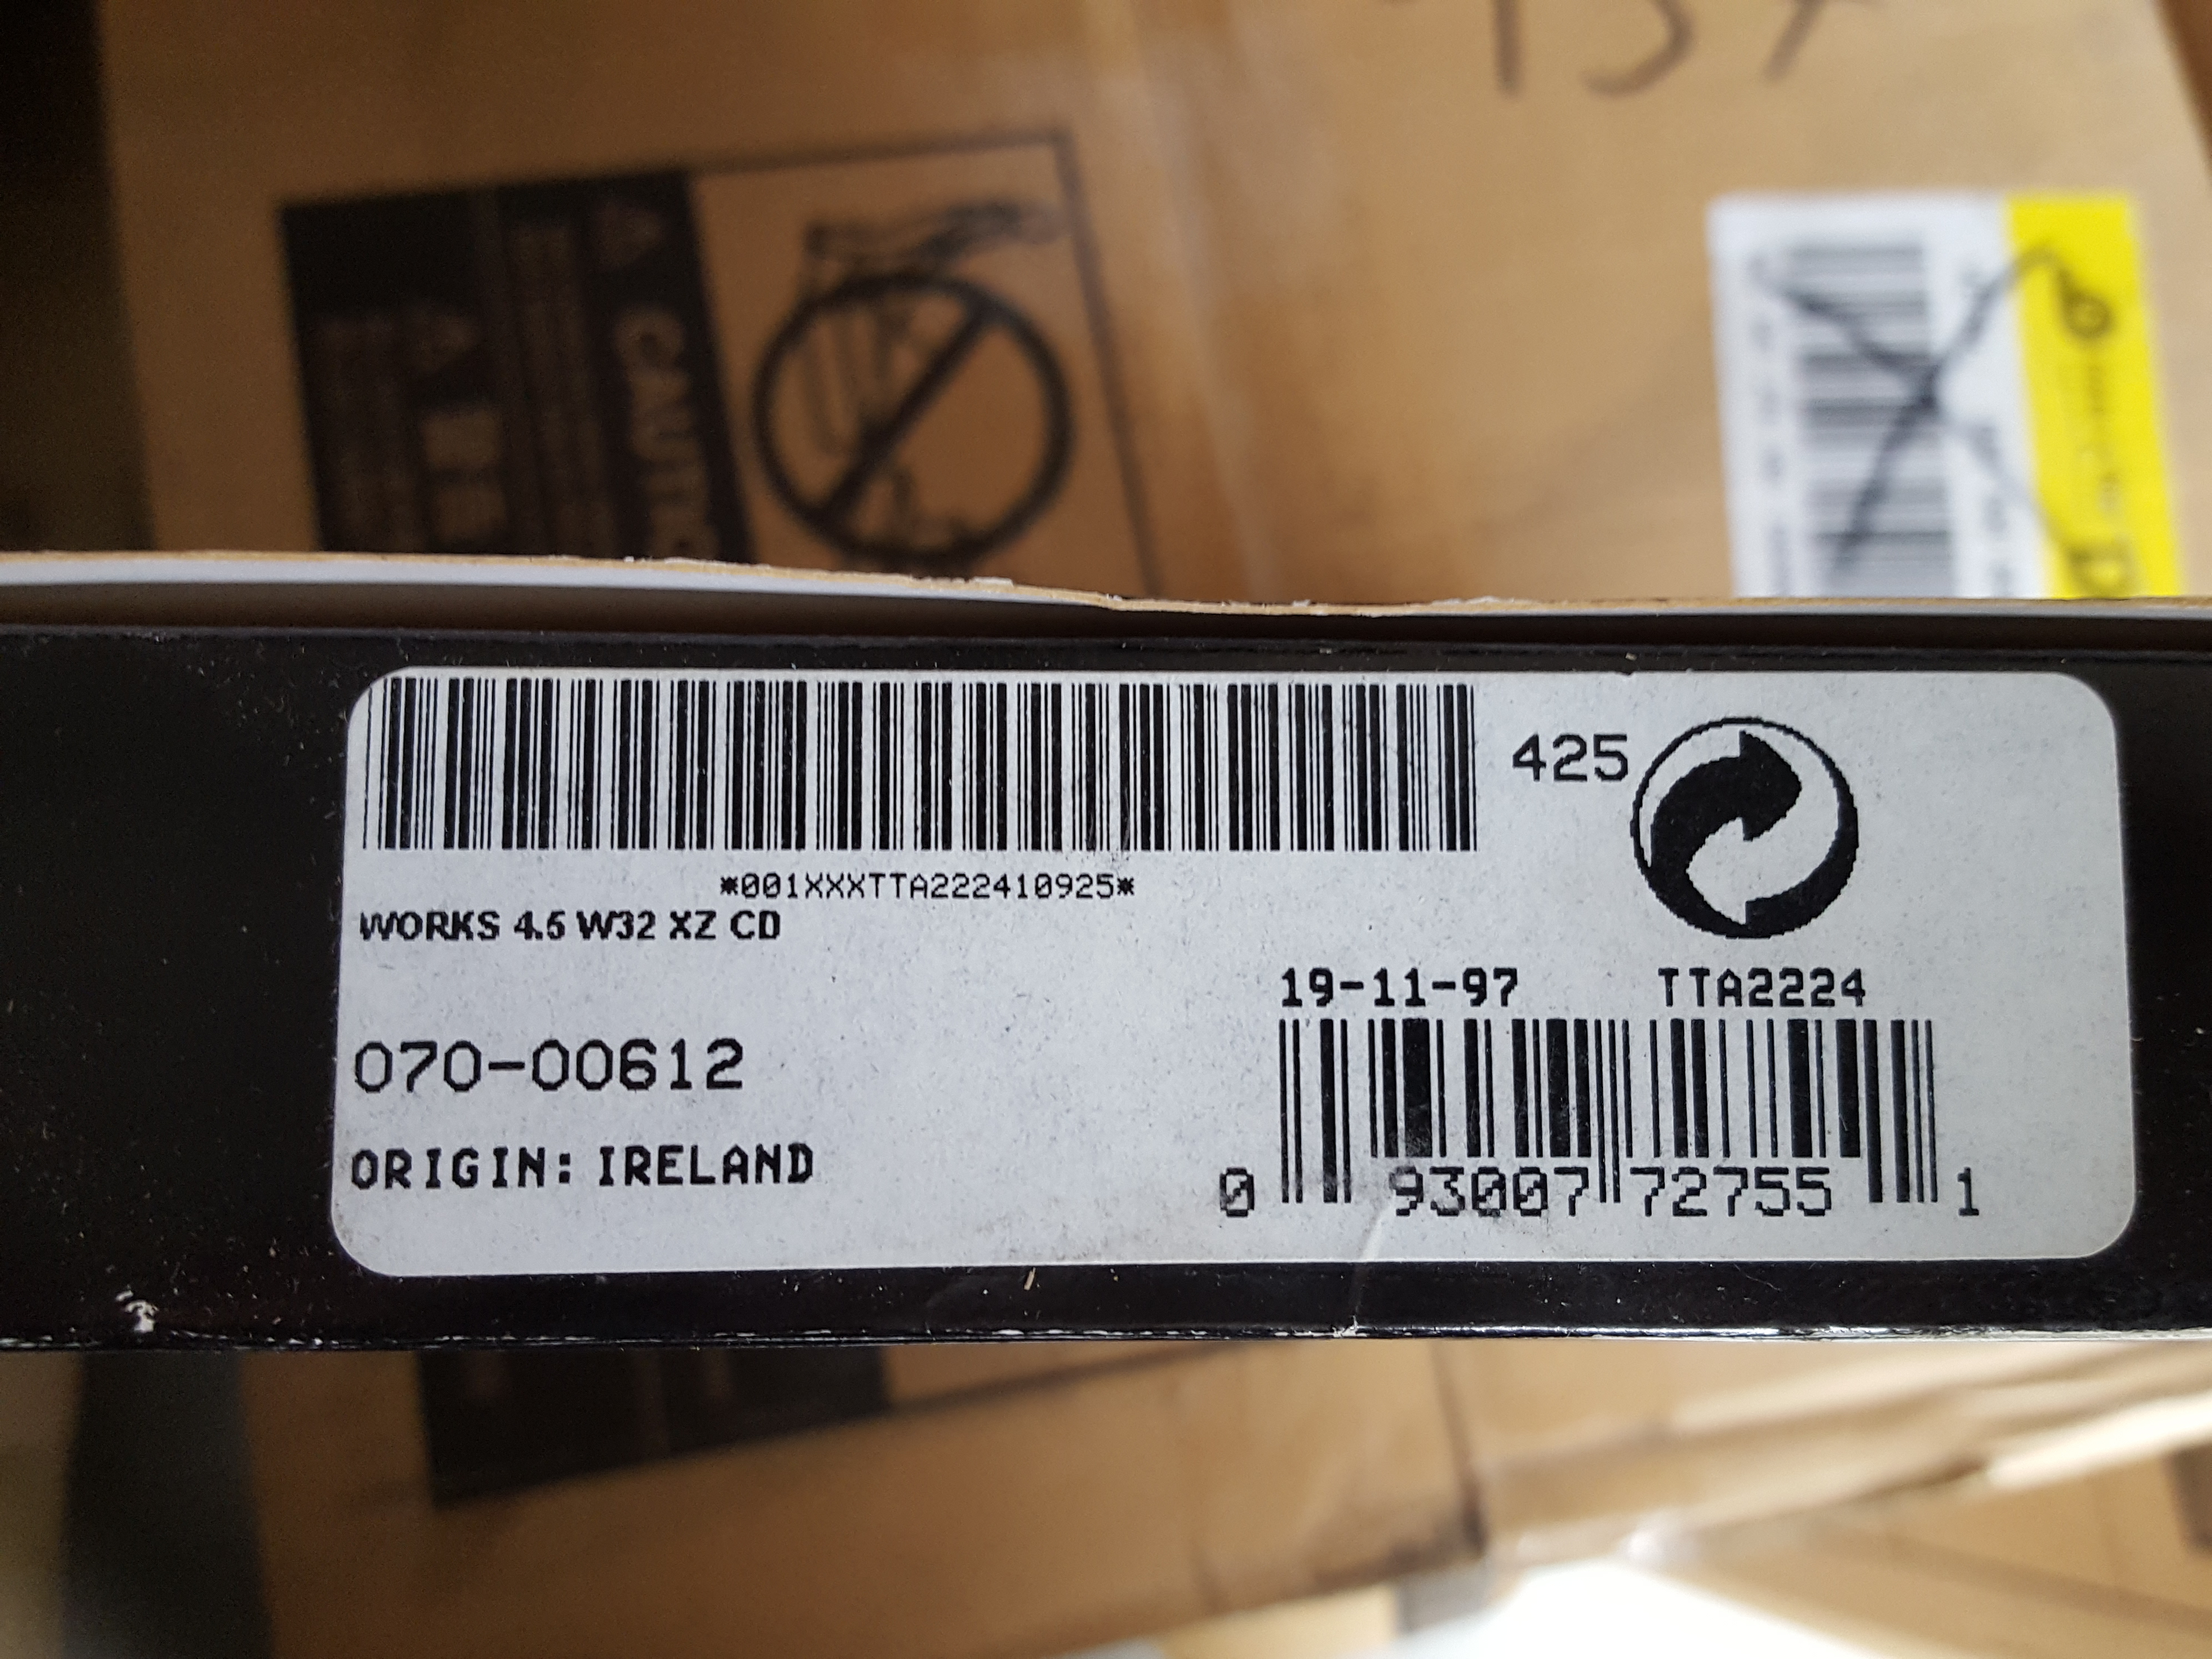 CAUTION
425
*001XXXTTA222410925*
WORKS 4.5 W32 XZ CD
19-11-97 TTA2224
070-00612
ORIGIN: IRELAND
0 93007 72755 1